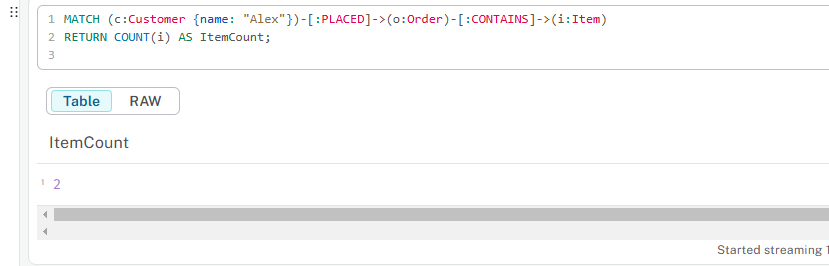 1 MATCH (c:Customer {name: "Alex"})-[:PLACED]->(o:Order)-[:CONTAINS]->(i:Item)
2 RETURN COUNT(i) AS ItemCount;
3
Table RAW
ItemCount
1 2
Started streaming 1